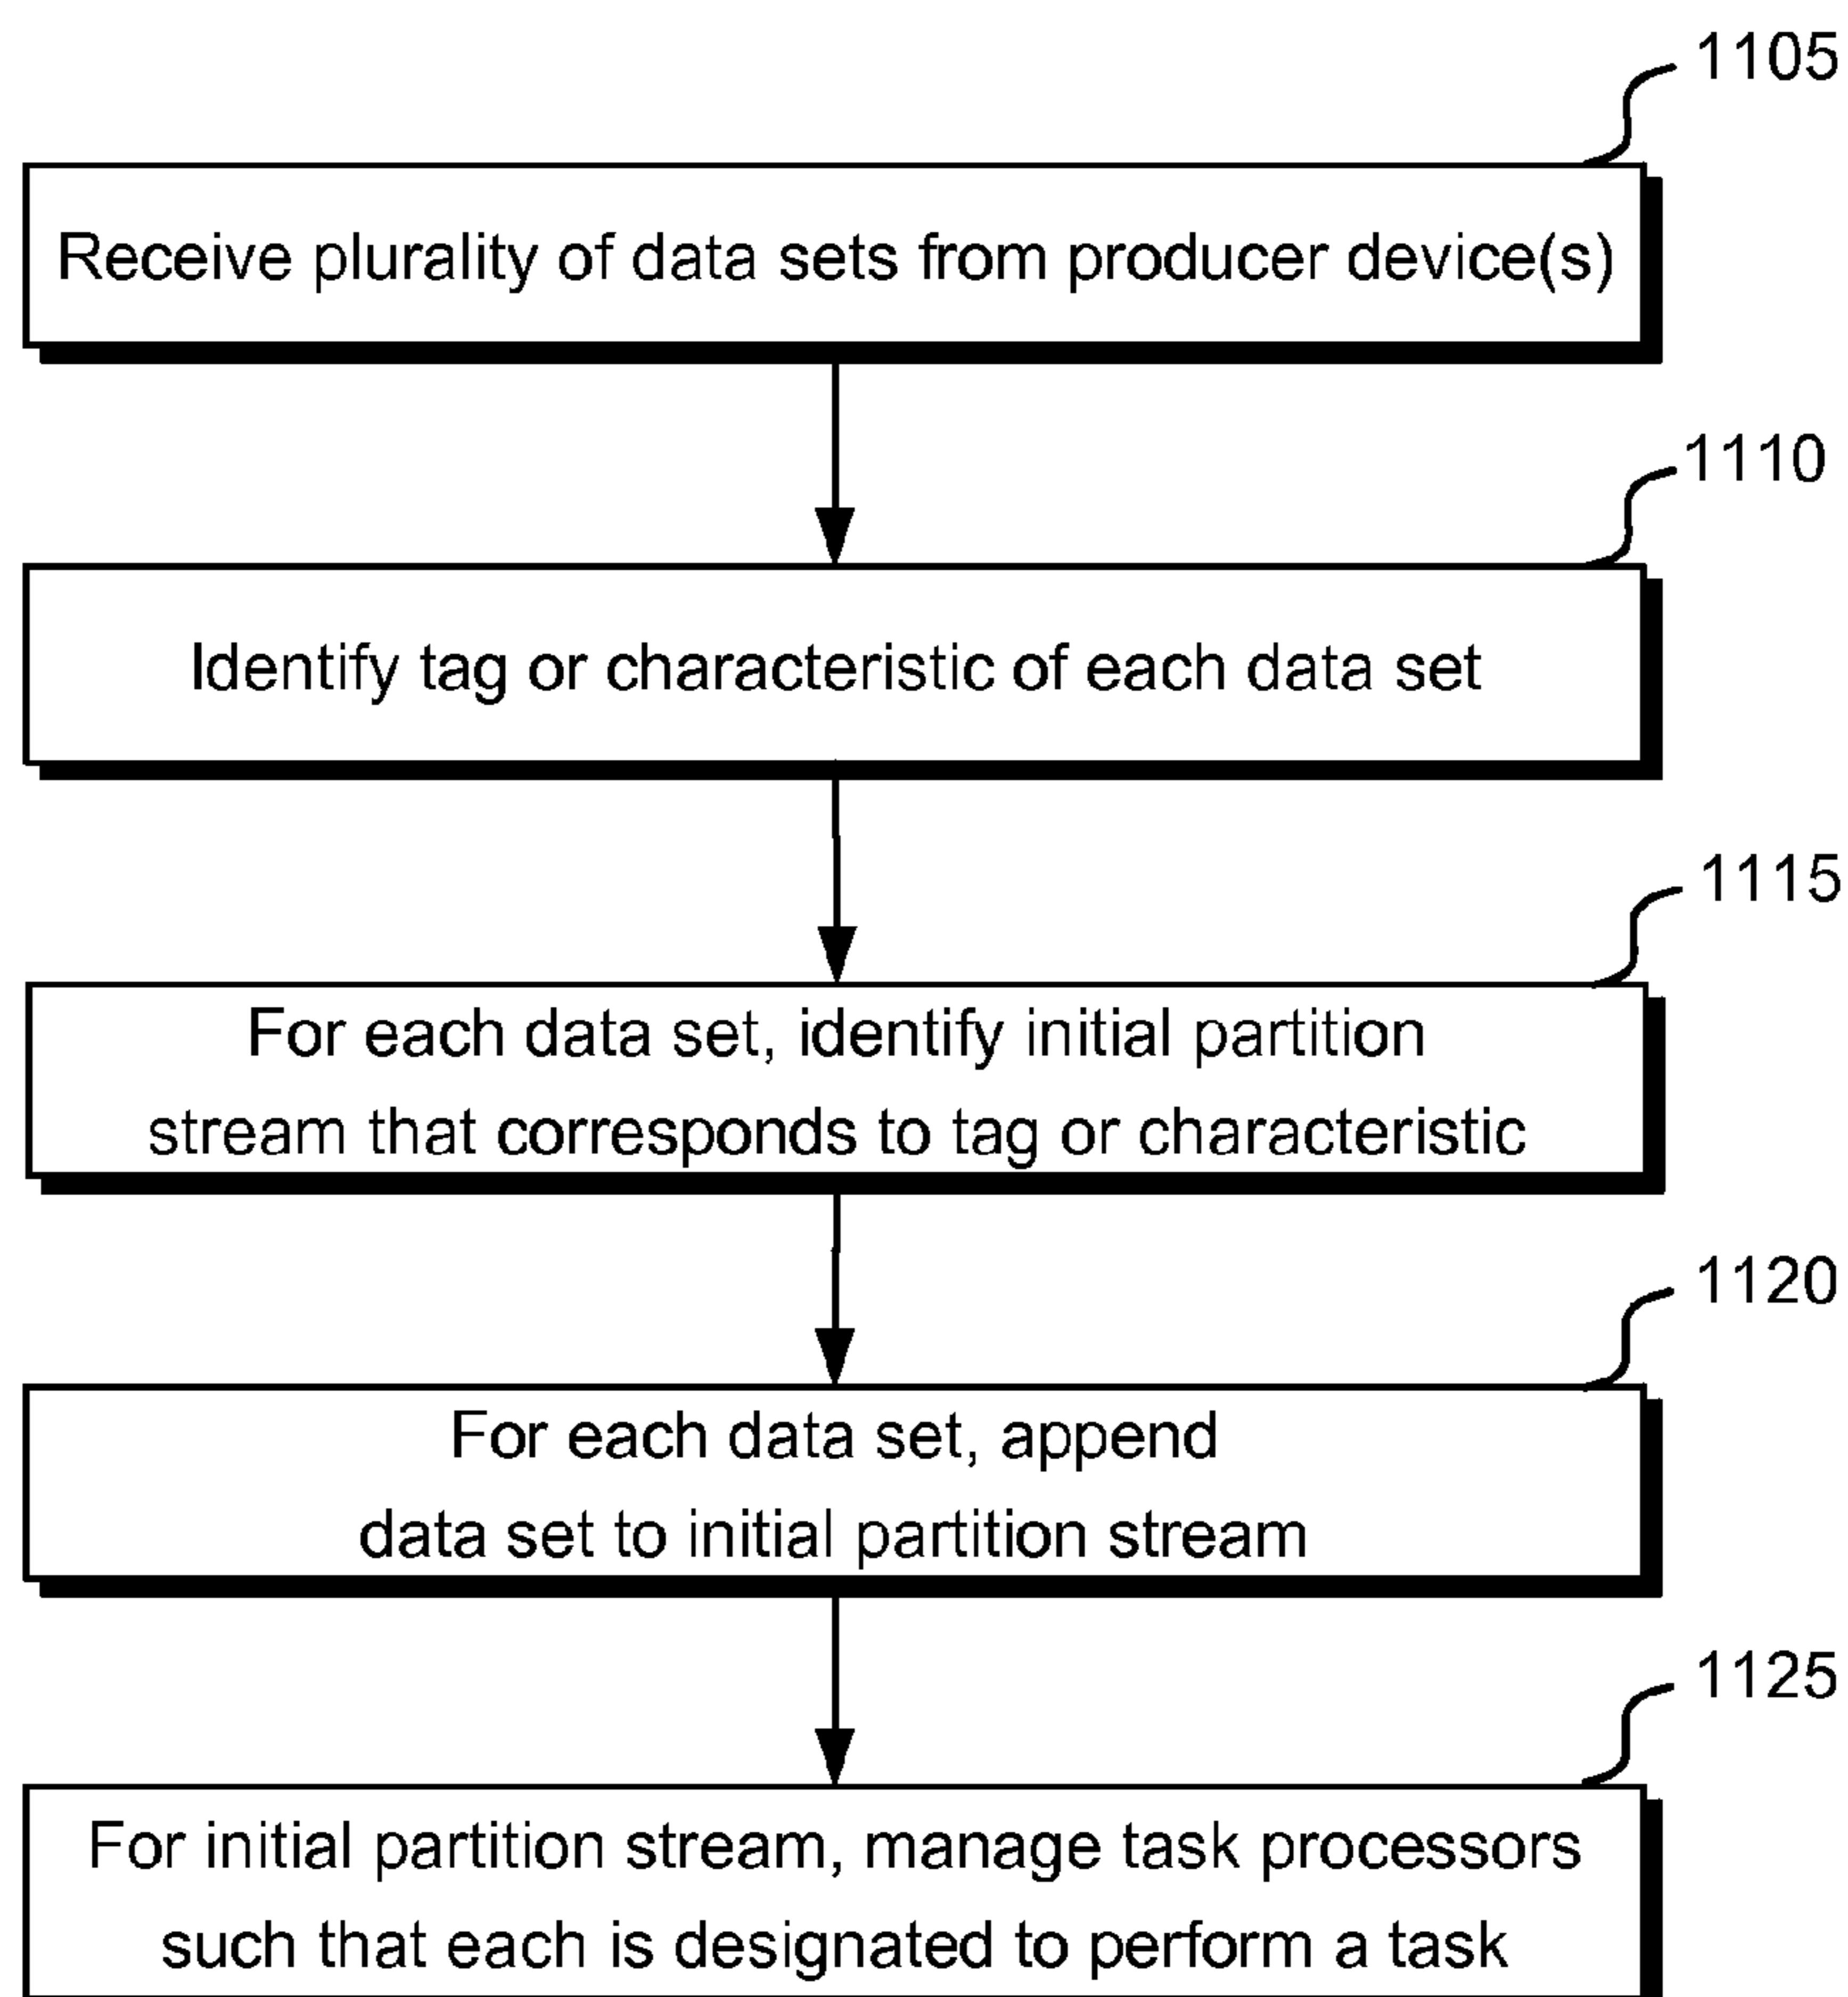 1105
Receive plurality of data sets from producer device(s)
1110
Identify tag or characteristic of each data set
1115
For each data set, identify initial partition
stream that corresponds to tag or characteristic
1120
For each data set, append
data set to initial partition stream
1125
For initial partition stream, manage task processors
such that each is designated to perform a task